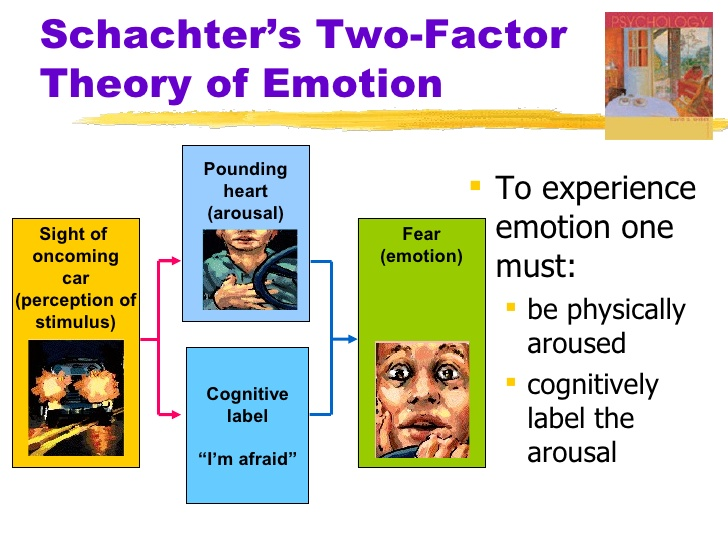 Schachter’s Two-Factor
Theory of Emotion
PSYCHOLOGY
Sight of
oncoming
car
(perception of
stimulus)
Pounding
heart
(arousal)
Cognitive
label
“I’m afraid”
Fear
(emotion)
To experience
emotion one
must:
be physically
aroused
cognitively
label the
arousal